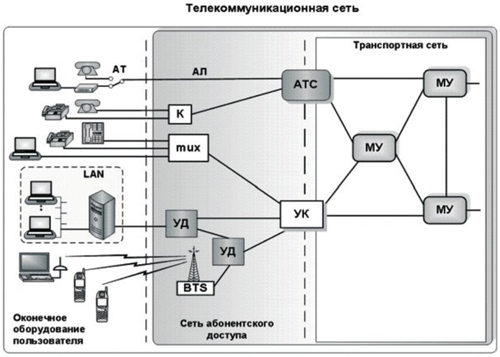 Телекоммуникационная сеть
Транспортная сеть
АТ
АЛ
АТС
МУ
К
mux
МУ
LAN
УД
УК
МУ
УД
BTS
Оконечное
оборудование
пользователя
Сеть абонентского
доступа